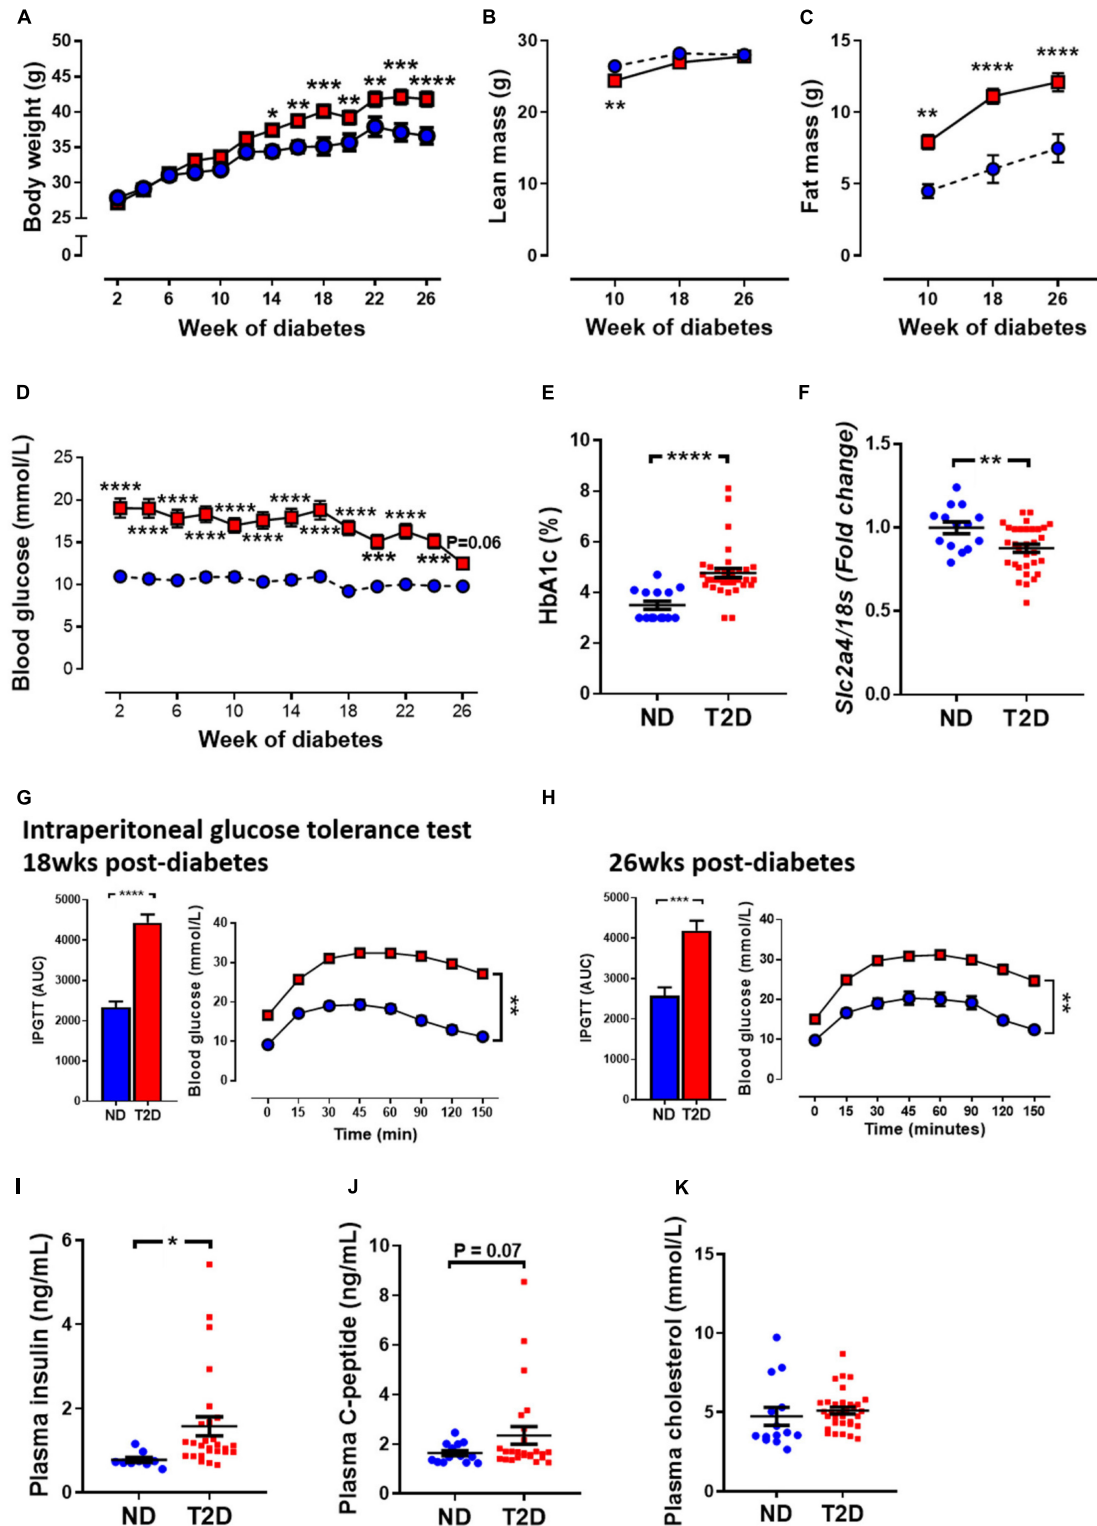 A
Body weight (g)
50
45
40
35
30
25
0
* ** *** ** ** *** ****
2 6 10 14 18 22 26
Week of diabetes
B
Lean mass (g)
30
20
10
0
**
10 18 26
Week of diabetes
C
Fat mass (g)
15
10
5
0
** **** ****
10 18 26
Week of diabetes
D
Blood glucose (mmol/L)
25
20
15
10
5
0
**** **** **** **** **** **** **** **** **** *** **** *** P=0.06
2 6 10 14 18 22 26
Week of diabetes
E
HbA1c (%)
10
8
6
4
2
0
****
ND T2D
F
Slc2a4/18s (Fold change)
1.5
1.0
0.5
0.0
**
ND T2D
G
Intraperitoneal glucose tolerance test
18wks post-diabetes
IPGTT (AUC)
5000
4000
3000
2000
1000
0
****
ND T2D
Blood glucose (mmol/L)
40
30
20
10
0
**
0 15 30 45 60 90 120 150
Time (min)
H
26wks post-diabetes
IPGTT (AUC)
5000
4000
3000
2000
1000
0
***
ND T2D
Blood glucose (mmol/L)
40
30
20
10
0
**
0 15 30 45 60 90 120 150
Time (minutes)
I
Plasma insulin (ng/mL)
6
4
2
0
*
ND T2D
J
Plasma C-peptide (ng/mL)
10
8
6
4
2
0
P = 0.07
ND T2D
K
Plasma cholesterol (mmol/L)
15
10
5
0
ND T2D